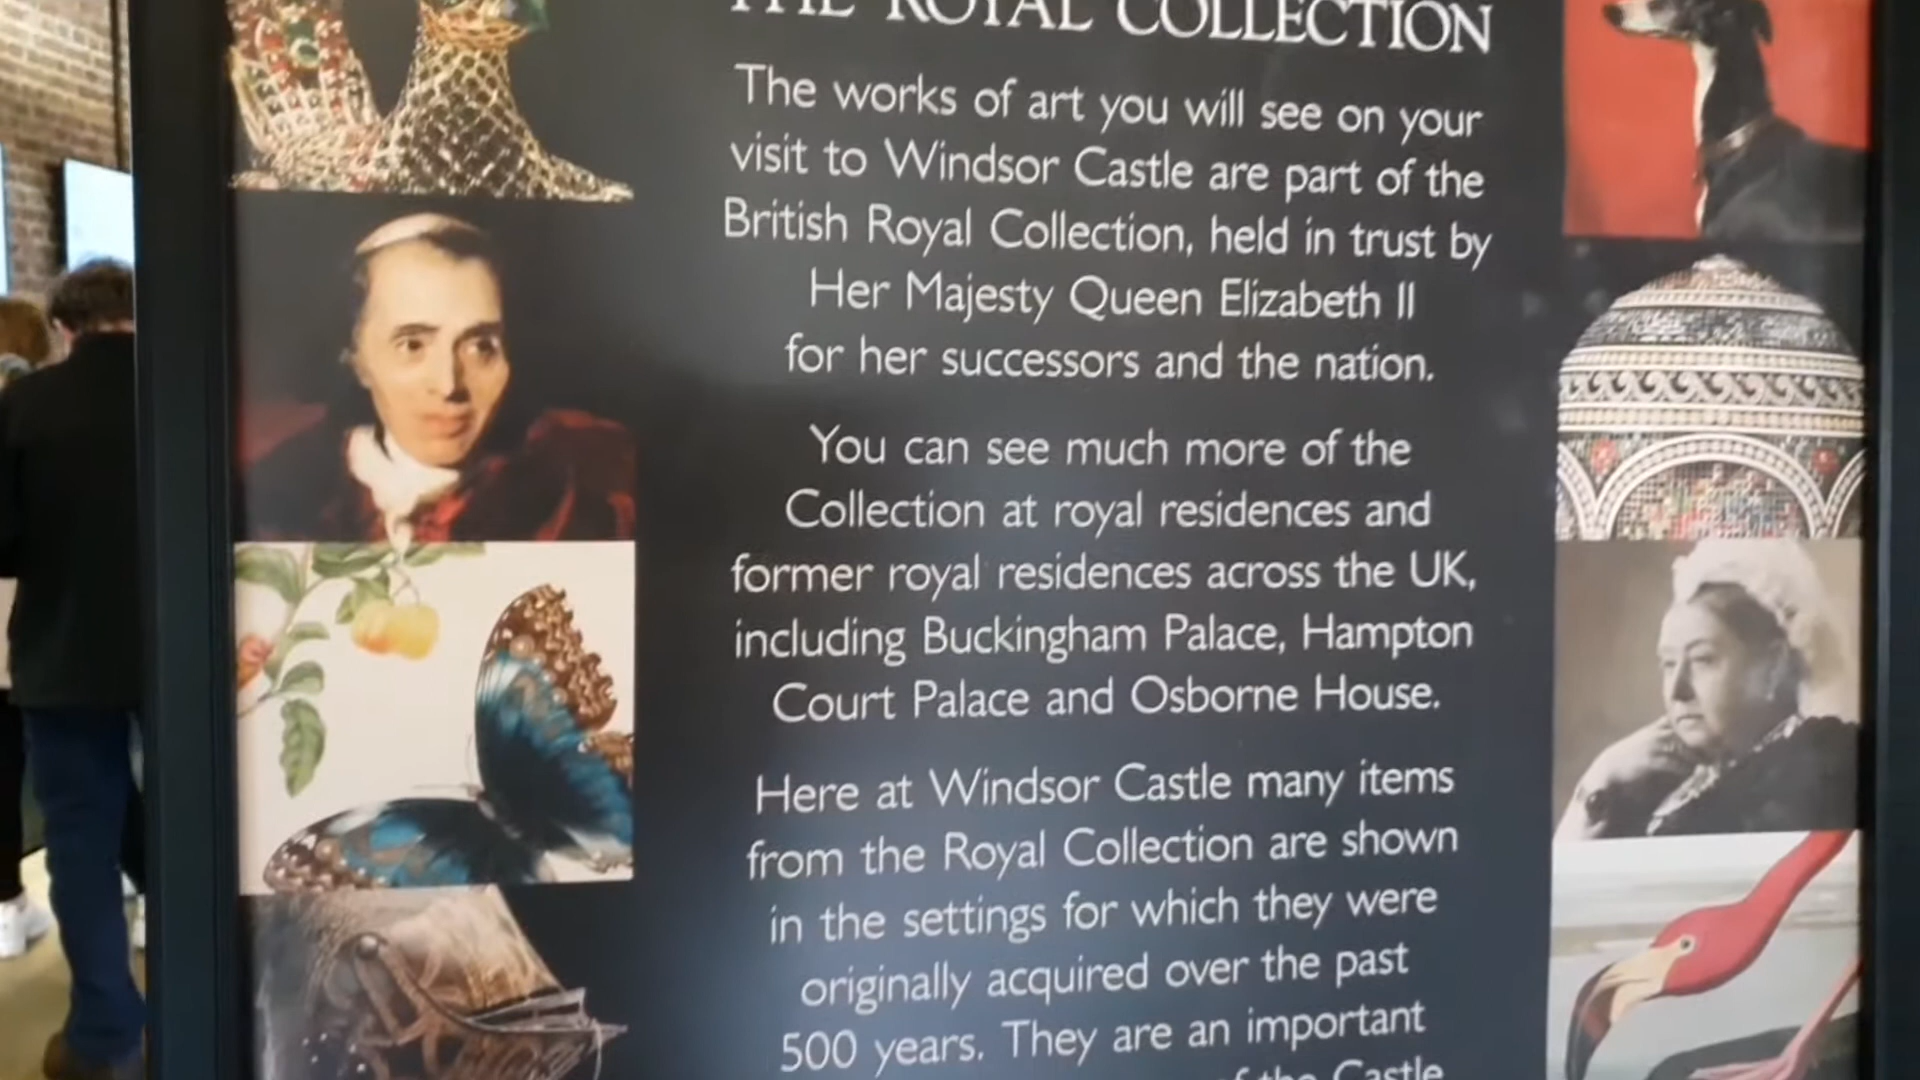 THE ROYAL COLLECTION
The works of art you will see on your
visit to Windsor Castle are part of the
British Royal Collection, held in trust by
Her Majesty Queen Elizabeth II
for her successors and the nation.
You can see much more of the
Collection at royal residences and
former royal residences across the UK,
including Buckingham Palace, Hampton
Court Palace and Osborne House.
Here at Windsor Castle many items
from the Royal Collection are shown
in the settings for which they were
originally acquired over the past
500 years. They are an important
of the Castle